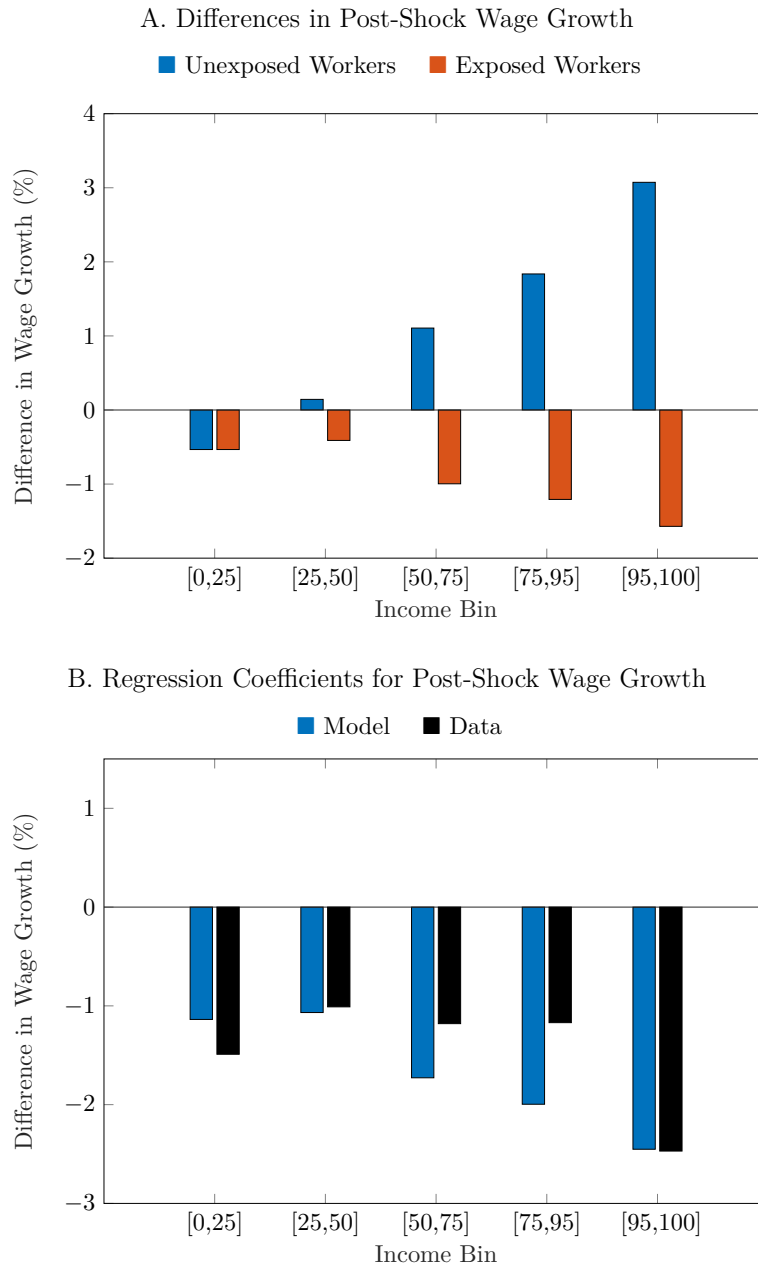 A. Differences in Post-Shock Wage Growth
Unexposed Workers Exposed Workers
4
3
2
1
0
−1
−2
Difference in Wage Growth (%)
[0,25] [25,50] [50,75] [75,95] [95,100]
Income Bin
B. Regression Coefficients for Post-Shock Wage Growth
Model Data
1
0
−1
−2
−3
Difference in Wage Growth (%)
[0,25] [25,50] [50,75] [75,95] [95,100]
Income Bin